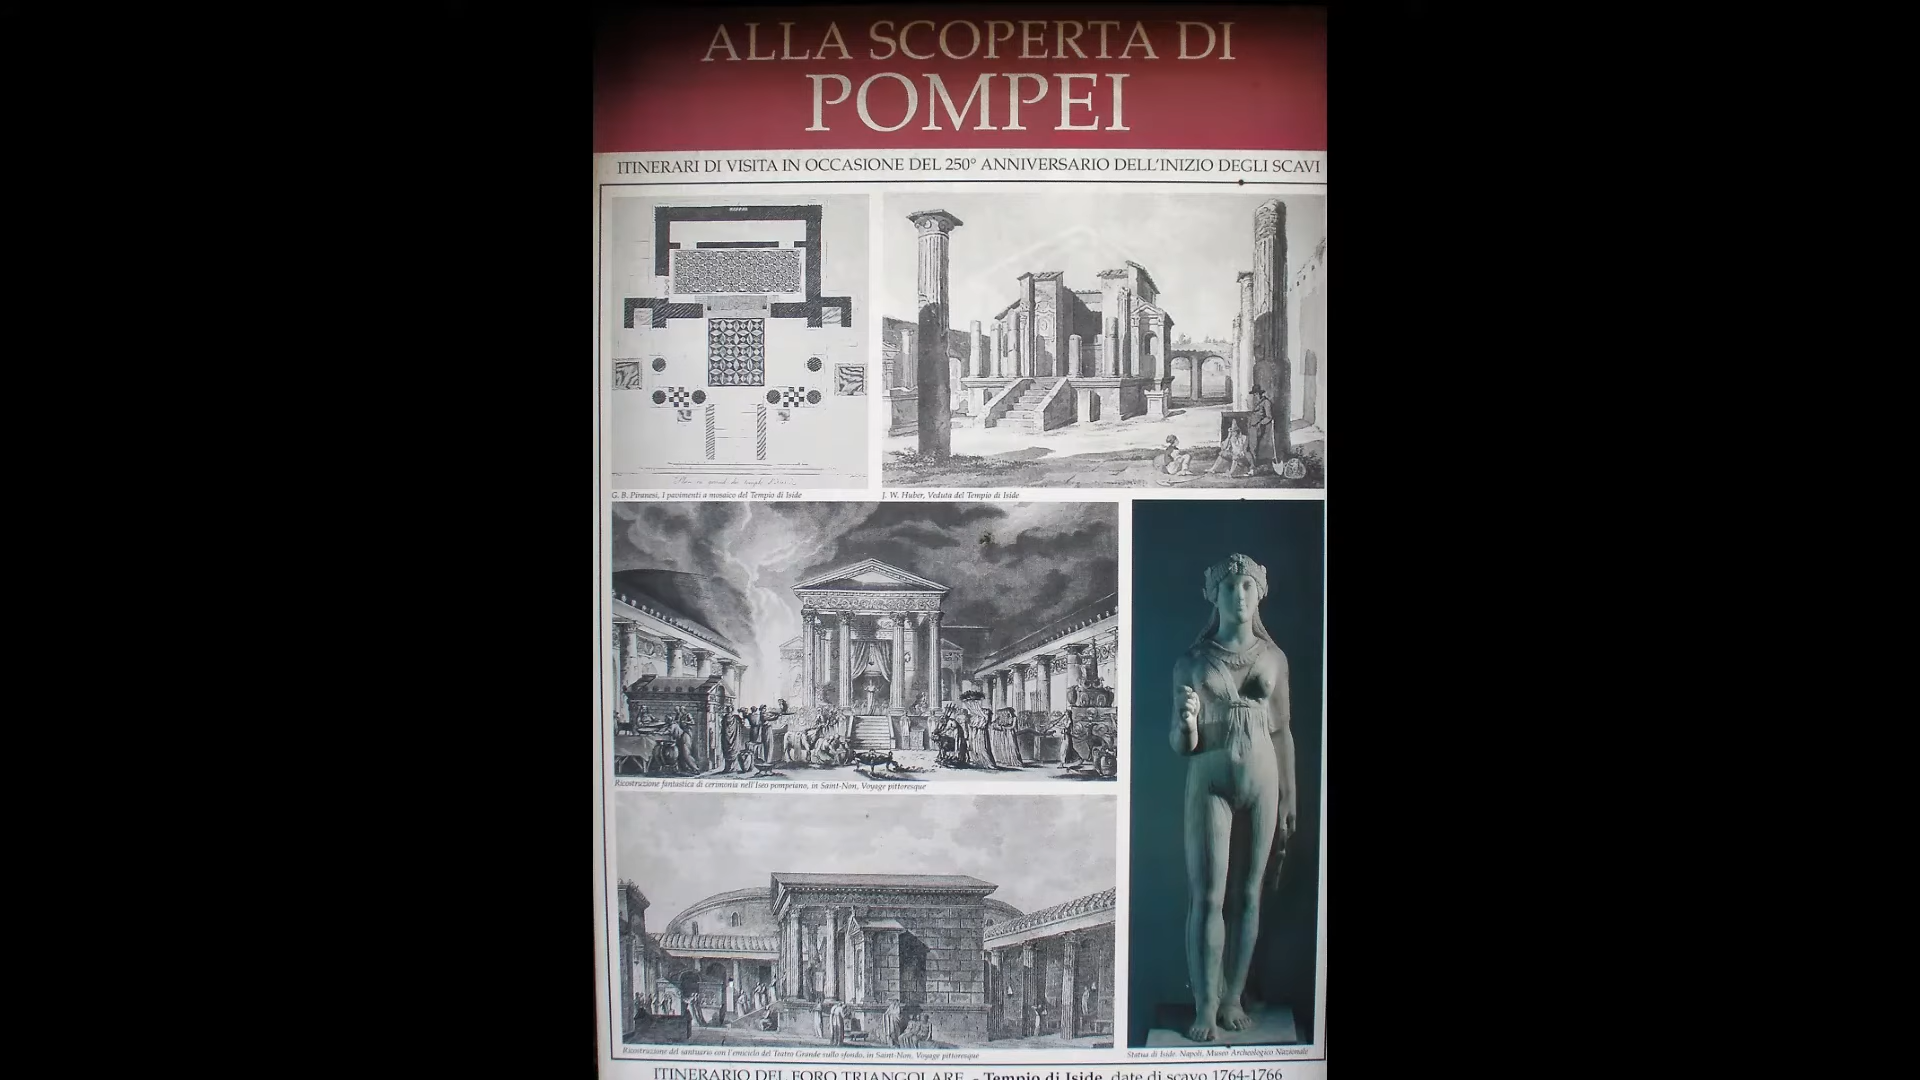 ALLA SCOPERTA DI
POMPEI
ITINERARI DI VISITA IN OCCASIONE DEL 250° ANNIVERSARIO DELL'INIZIO DEGLI SCAVI
G. B. Piranesi, I pavimenti a mosaico del Tempio di Iside
J. W. Huber, Veduta del Tempio di Iside
Ricostruzione fantastica di cerimonia nell'Iseo pompeiano, in Saint-Non, Voyage pittoresque
Ricostruzione del santuario con l'emiciclo del Teatro Grande sullo sfondo, in Saint-Non, Voyage pittoresque
Statua di Iside. Napoli, Museo Archeologico Nazionale
ITINERARIO DEL FORO TRIANGOLARE - Tempio di Iside, date di scavo 1764-1766